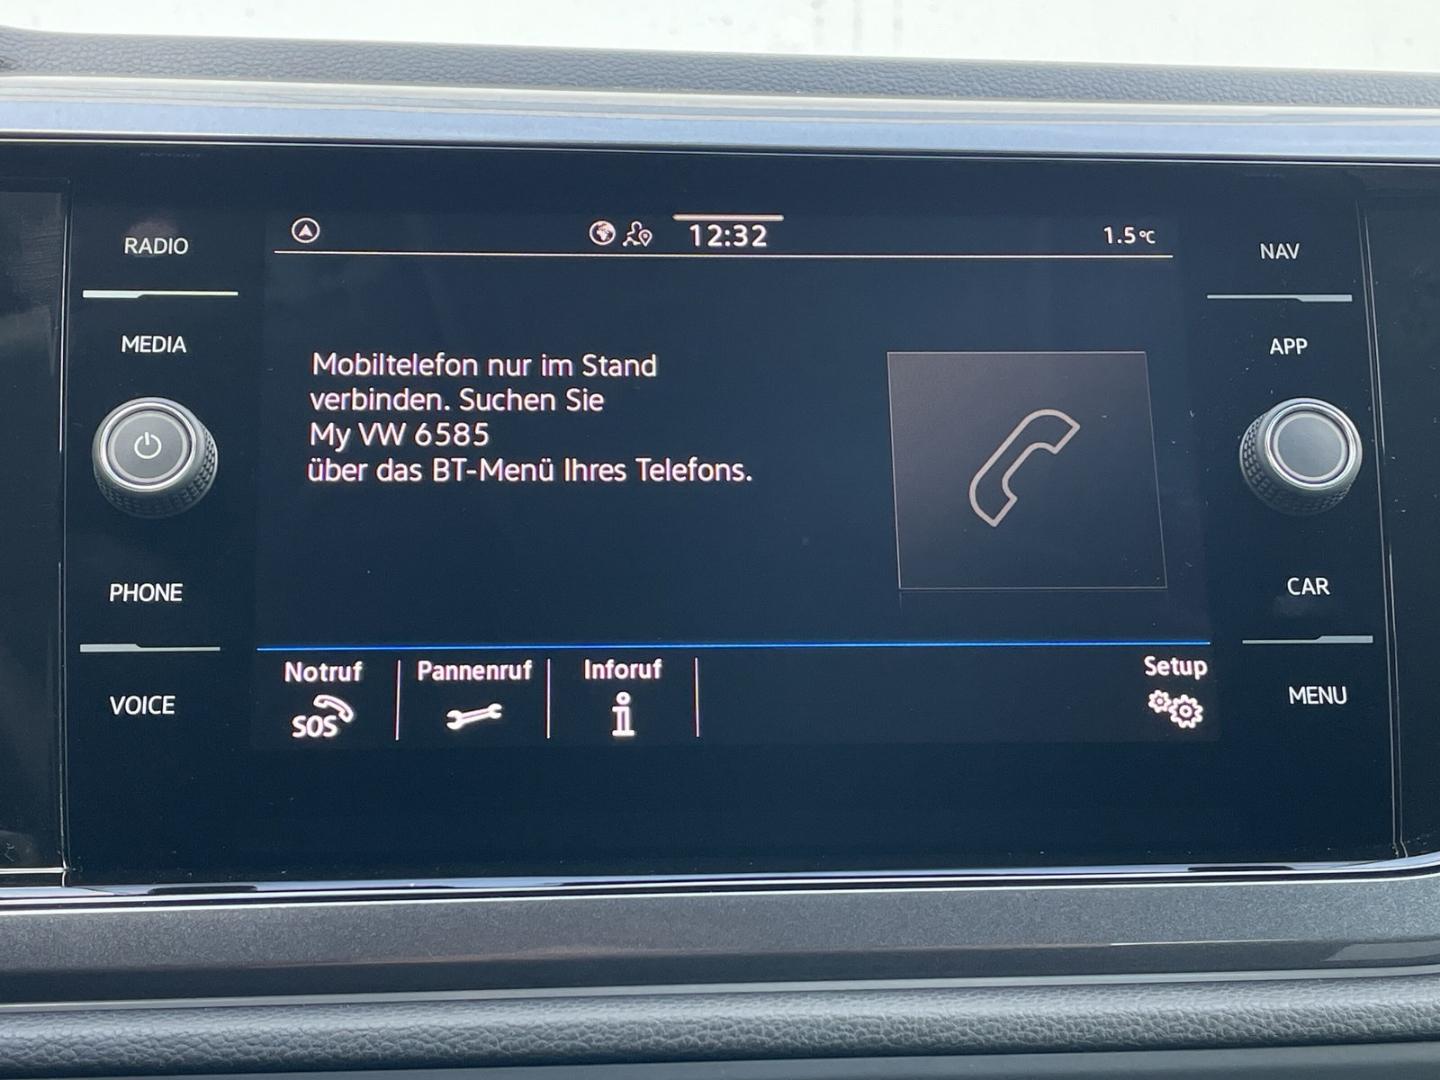 RADIO
12:32
1.5°C
NAV
MEDIA
APP
Mobiltelefon nur im Stand
verbinden. Suchen Sie
My VW 6585
über das BT-Menü Ihres Telefons.
PHONE
CAR
Notruf
Pannenruf
Inforuf
Setup
SOS
VOICE
MENU